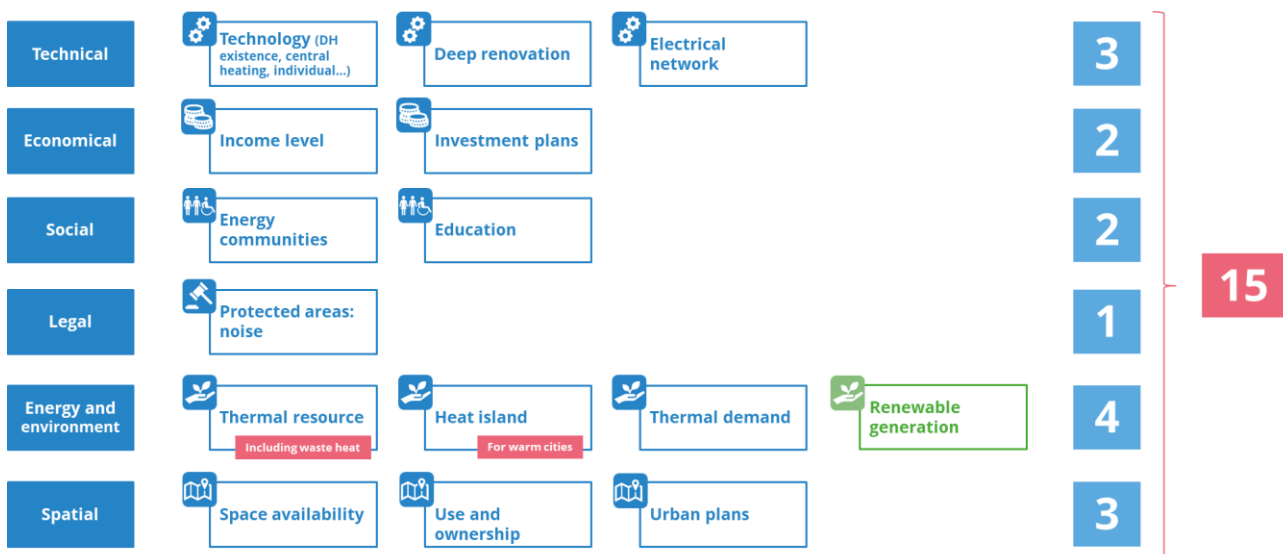 Technical
Technology (DH
existence, central
heating, individual...)
Deep renovation
Electrical
network
3
Economical
Income level
Investment plans
2
Social
Energy
communities
Education
2
Legal
Protected areas:
noise
1
15
Energy and
environment
Thermal resource
Including waste heat
Heat island
For warm cities
Thermal demand
Renewable
generation
4
Spatial
Space availability
Use and
ownership
Urban plans
3